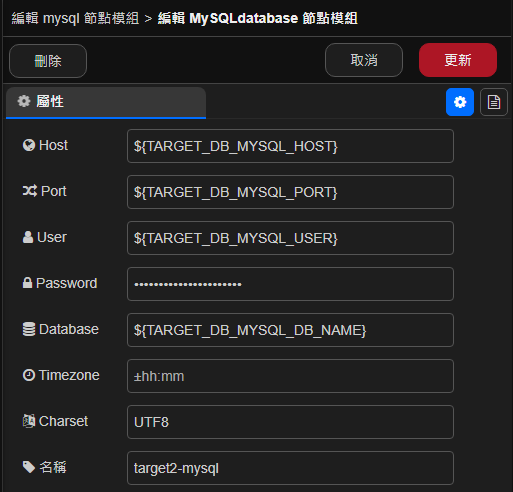 編輯 mysql 節點模組 > 編輯 MySQLdatabase 節點模組
刪除 取消 更新
屬性
Host ${TARGET_DB_MYSQL_HOST}
Port ${TARGET_DB_MYSQL_PORT}
User ${TARGET_DB_MYSQL_USER}
Password ••••••••••••••••••••••
Database ${TARGET_DB_MYSQL_DB_NAME}
Timezone ±hh:mm
Charset UTF8
名稱 target2-mysql